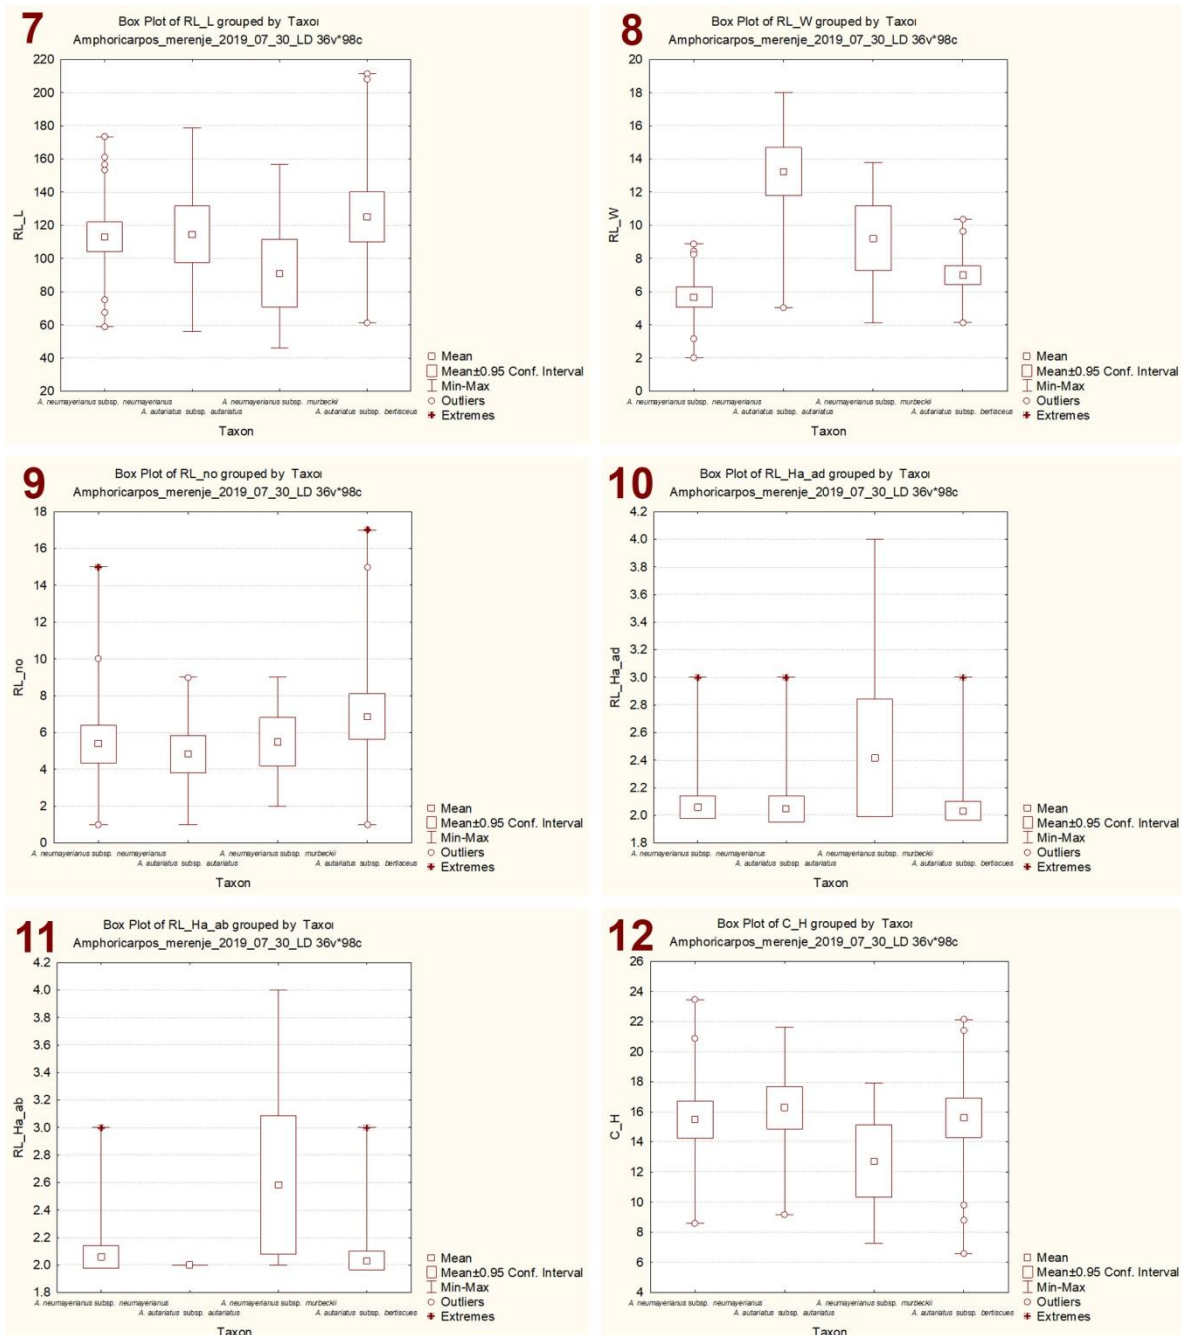 7
Box Plot of RL_L grouped by Taxor
Amphoricarpos_merenje_2019_07_30_LD 36v*98c
220
200
180
160
140
120
100
80
60
40
20
RL_L
A. neumayerianus subsp. neumayerianus
A. autariatus subsp. autariatus
A. neumayerianus subsp. murbeckii
A. autariatus subsp. bertisceus
Taxon
Mean
Mean±0.95 Conf. Interval
Min-Max
Outliers
Extremes
8
Box Plot of RL_W grouped by Taxor
Amphoricarpos_merenje_2019_07_30_LD 36v*98c
20
18
16
14
12
10
8
6
4
2
0
RL_W
A. neumayerianus subsp. neumayerianus
A. autariatus subsp. autariatus
A. neumayerianus subsp. murbeckii
A. autariatus subsp. bertisceus
Taxon
Mean
Mean±0.95 Conf. Interval
Min-Max
Outliers
Extremes
9
Box Plot of RL_no grouped by Taxor
Amphoricarpos_merenje_2019_07_30_LD 36v*98c
18
16
14
12
10
8
6
4
2
0
RL_no
A. neumayerianus subsp. neumayerianus
A. autariatus subsp. autariatus
A. neumayerianus subsp. murbeckii
A. autariatus subsp. bertiscues
Taxon
Mean
Mean±0.95 Conf. Interval
Min-Max
Outliers
Extremes
10
Box Plot of RL_Ha_ad grouped by Taxor
Amphoricarpos_merenje_2019_07_30_LD 36v*98c
4.2
4.0
3.8
3.6
3.4
3.2
3.0
2.8
2.6
2.4
2.2
2.0
1.8
RL_Ha_ad
A. neumayerianus subsp. neumayerianus
A. autariatus subsp. autariatus
A. neumayerianus subsp. murbeckii
A. autariatus subsp. bertiscues
Taxon
Mean
Mean±0.95 Conf. Interval
Min-Max
Outliers
Extremes
11
Box Plot of RL_Ha_ab grouped by Taxor
Amphoricarpos_merenje_2019_07_30_LD 36v*98c
4.2
4.0
3.8
3.6
3.4
3.2
3.0
2.8
2.6
2.4
2.2
2.0
1.8
RL_Ha_ab
A. neumayerianus subsp. neumayerianus
A. autariatus subsp. autariatus
A. neumayerianus subsp. murbeckii
A. autariatus subsp. bertiscues
Taxon
Mean
Mean±0.95 Conf. Interval
Min-Max
Outliers
Extremes
12
Box Plot of C_H grouped by Taxor
Amphoricarpos_merenje_2019_07_30_LD 36v*98c
26
24
22
20
18
16
14
12
10
8
6
4
C_H
A. neumayerianus subsp. neumayerianus
A. autariatus subsp. autariatus
A. neumayerianus subsp. murbeckii
A. autariatus subsp. bertiscues
Taxon
Mean
Mean±0.95 Conf. Interval
Min-Max
Outliers
Extremes